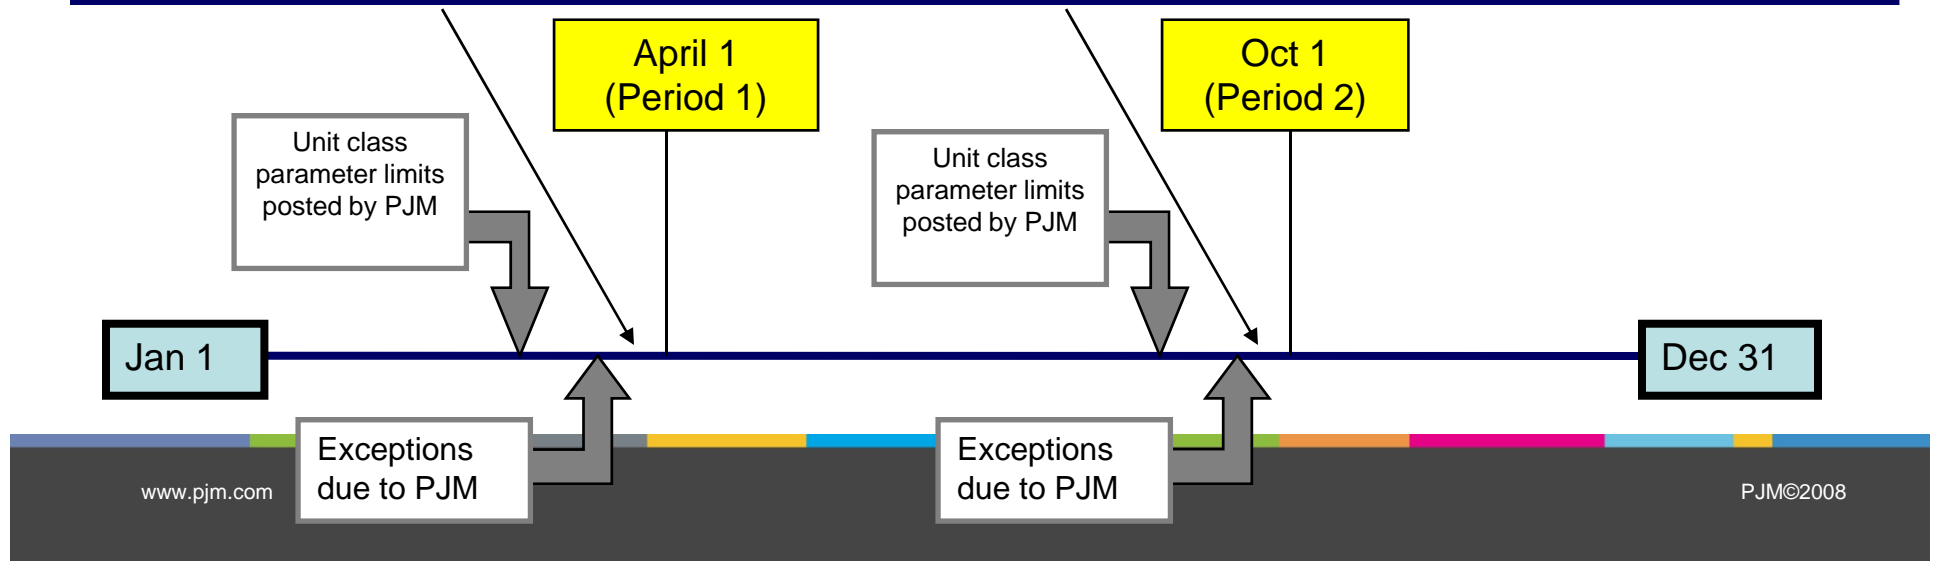 April 1
(Period 1)
Oct 1
(Period 2)
Unit class
parameter limits
posted by PJM
Unit class
parameter limits
posted by PJM
Jan 1
Dec 31
Exceptions
due to PJM
Exceptions
due to PJM
www.pjm.com
PJM©2008